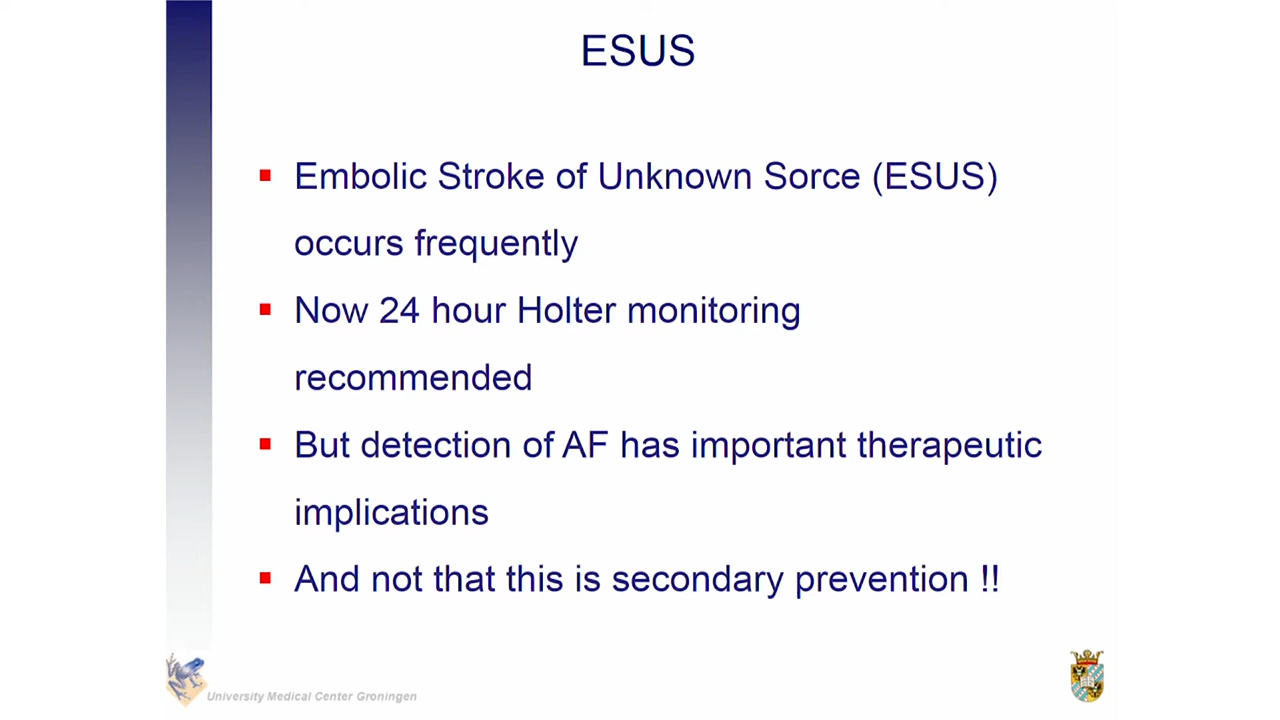 ESUS
Embolic Stroke of Unknown Sorce (ESUS)
occurs frequently
Now 24 hour Holter monitoring
recommended
But detection of AF has important therapeutic
implications
And not that this is secondary prevention !!
University Medical Center Groningen